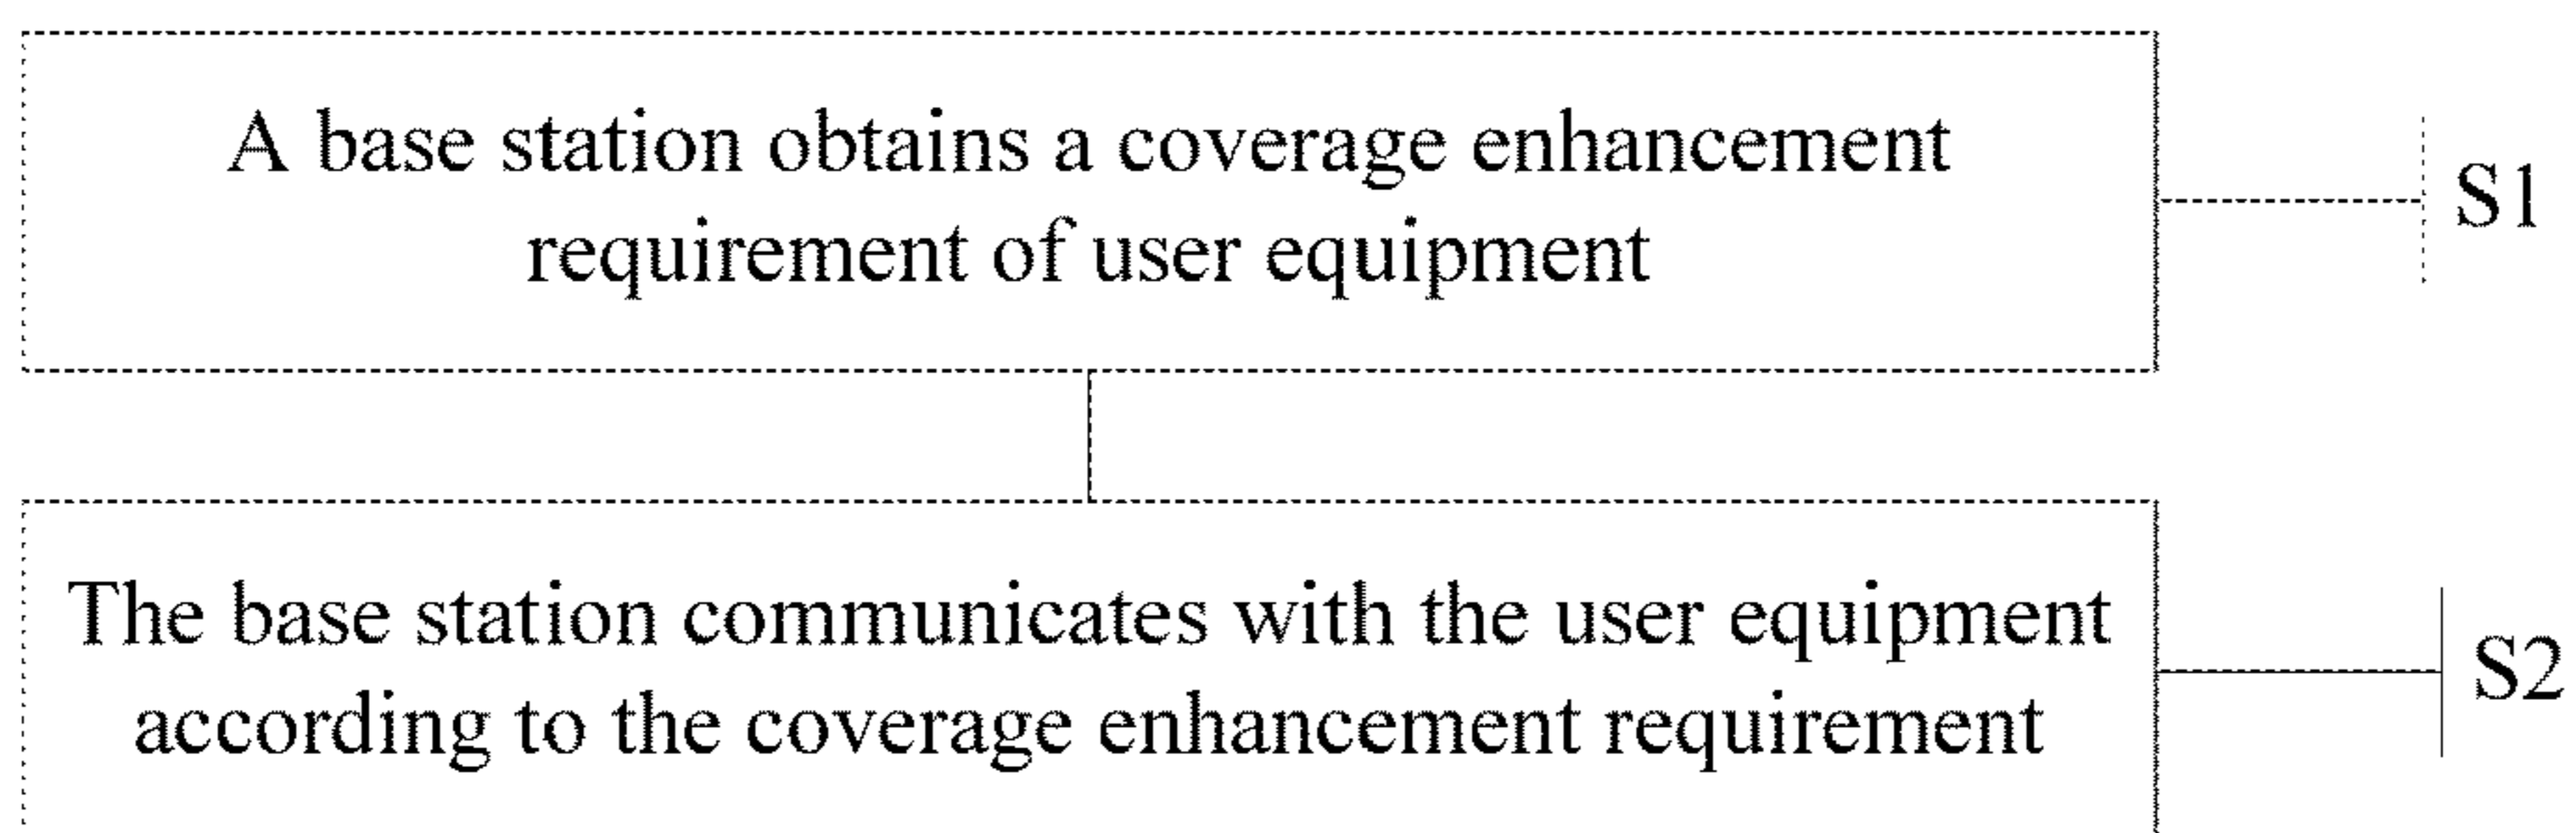 A base station obtains a coverage enhancement
requirement of user equipment
S1
The base station communicates with the user equipment
according to the coverage enhancement requirement
S2